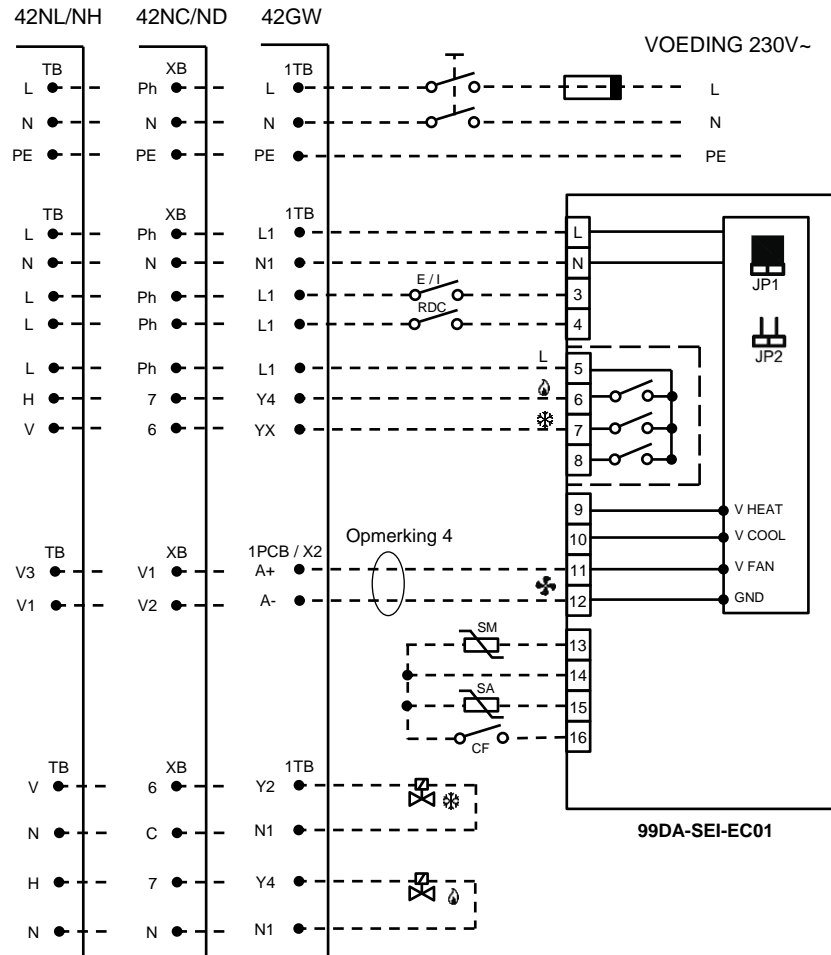 42NL/NH 42NC/ND 42GW
VOEDING 230V~
TB XB 1TB
L Ph L L
N N N N
PE PE PE PE
TB XB 1TB
L Ph L1 L
N N N1 N
L Ph L1 E / I 3
L Ph L1 RDC 4
JP1
JP2
L Ph L1 L 5
H 7 Y4 6
V 6 YX 7
8
9 V HEAT
10 V COOL
TB XB 1PCB / X2 Opmerking 4
V3 V1 A+ 11 V FAN
V1 V2 A- 12 GND
SM 13
14
SA 15
CF 16
TB XB 1TB
V 6 Y2
N C N1
99DA-SEI-EC01
H 7 Y4
N N N1